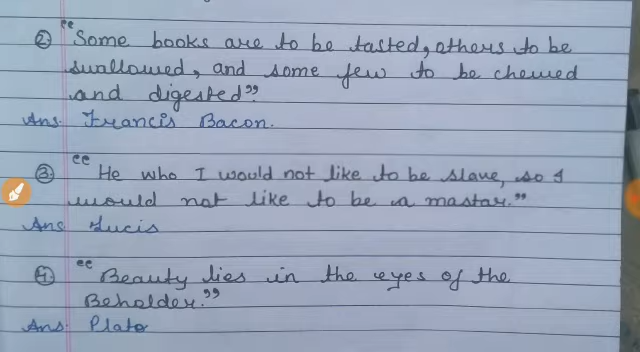 ② "Some books are to be tasted, others to be
swallowed, and some few to be chewed
and digested".
Ans. Francis Bacon.
③ "He who I would not like to be slave, so I
would not like to be a mastar."
Ans Lucis
④ "Beauty lies in the eyes of the
Beholder."
Ans. Plato